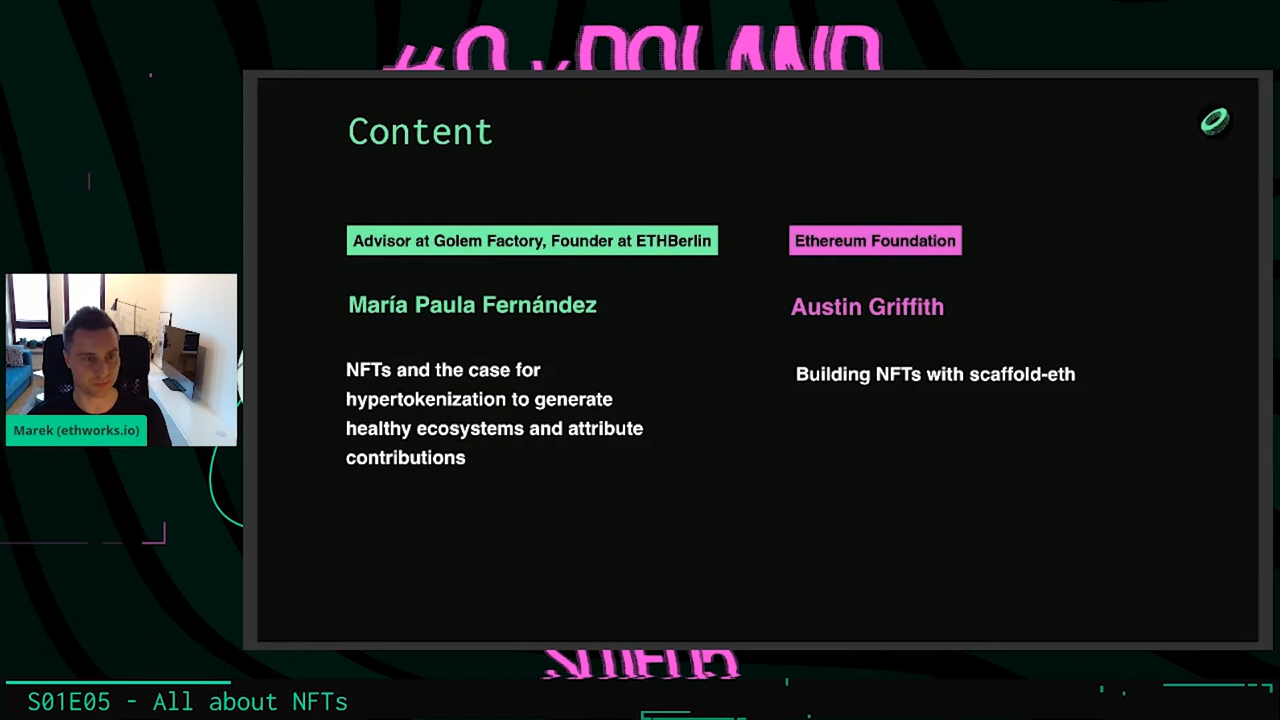 #0xPOLAND
Content
Advisor at Golem Factory, Founder at ETHBerlin
Ethereum Foundation
María Paula Fernández
Austin Griffith
NFTs and the case for
hypertokenization to generate
healthy ecosystems and attribute
contributions
Building NFTs with scaffold-eth
Marek (ethworks.io)
S01E05
S01E05 - All about NFTs